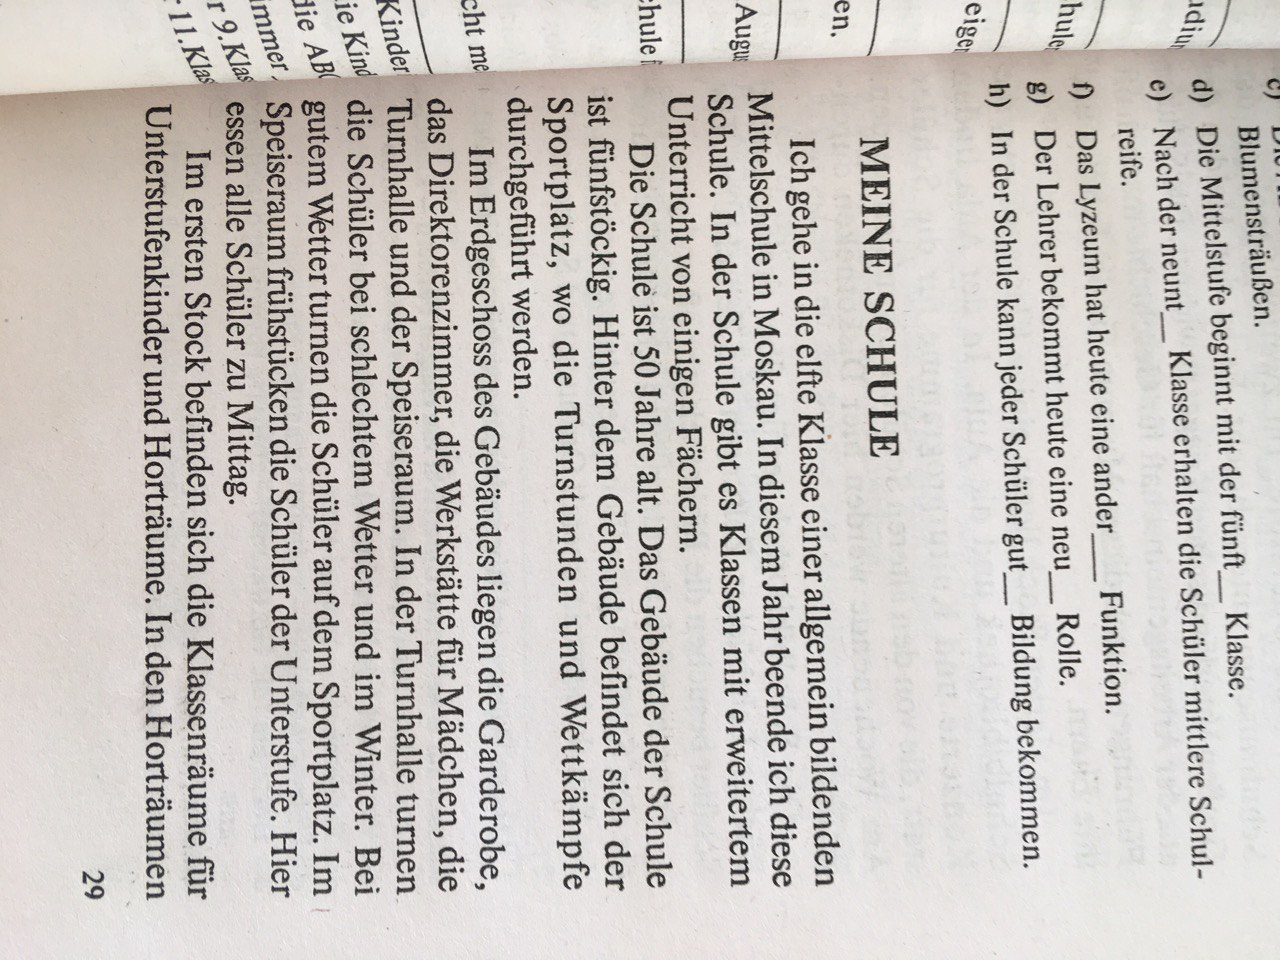 c)
Blumensträußen.
d) Die Mittelstufe beginnt mit der fünft__ Klasse.
e) Nach der neunt__ Klasse erhalten die Schüler mittlere Schul-
reife.
f) Das Lyzeum hat heute eine ander__ Funktion.
g) Der Lehrer bekommt heute eine neu__ Rolle.
h) In der Schule kann jeder Schüler gut__ Bildung bekommen.
MEINE SCHULE
Ich gehe in die elfte Klasse einer allgemein bildenden
Mittelschule in Moskau. In diesem Jahr beende ich diese
Schule. In der Schule gibt es Klassen mit erweitertem
Unterricht von einigen Fächern.
Die Schule ist 50 Jahre alt. Das Gebäude der Schule
ist fünfstöckig. Hinter dem Gebäude befindet sich der
Sportplatz, wo die Turnstunden und Wettkämpfe
durchgeführt werden.
Im Erdgeschoss des Gebäudes liegen die Garderobe,
das Direktorenzimmer, die Werkstätte für Mädchen, die
Turnhalle und der Speiseraum. In der Turnhalle turnen
die Schüler bei schlechtem Wetter und im Winter. Bei
gutem Wetter turnen die Schüler auf dem Sportplatz. Im
Speiseraum frühstücken die Schüler der Unterstufe. Hier
essen alle Schüler zu Mittag.
Im ersten Stock befinden sich die Klassenräume für
Unterstufenkinder und Horträume. In den Horträumen
29